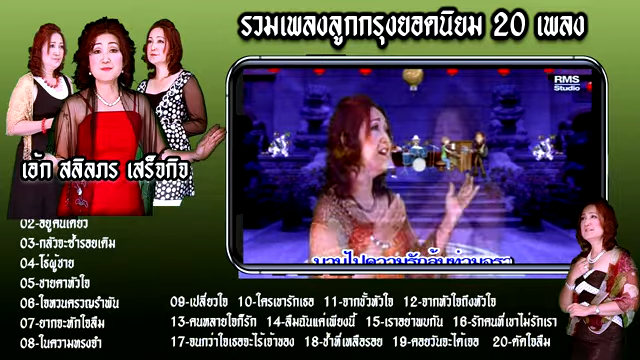 รวมเพลงลูกกรุงยอดนิยม 20 เพลง
RMS
Studio
เอ้ก สลิลภร เสร็จกิจ
02-อยู่คนเดียว
03-กลัวจะช้ำรอยเดิม
04-โธ่ผู้ชาย
05-ชายคาหัวใจ
06-ใจหวนครวญรำพัน
07-ยากจะหักใจลืม
08-ในความทรงจำ
09-เปลี่ยวใจ 10-ใครเขารักเธอ 11-จากขั้วหัวใจ 12-จากหัวใจถึงหัวใจ
13-คนหลายใจก็รัก 14-ลืมฉันแค่เพียงนี้ 15-เราอย่าพบกัน 16-รักคนที่เขาไม่รักเรา
17-จนกว่าใจเธอจะไร้เจ้าของ 18-ช้ำที่เหลือรอย 19-คอยวันจะได้เจอ 20-คัดใจลืม